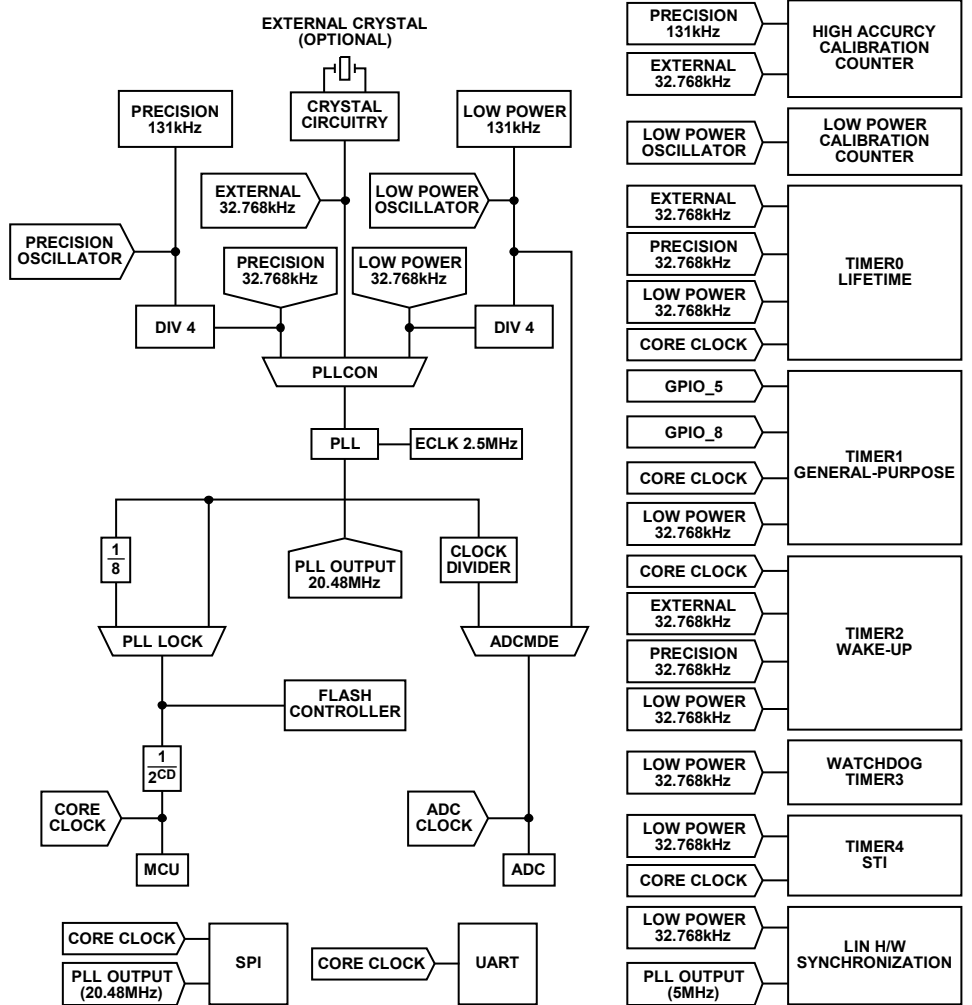 EXTERNAL CRYSTAL
(OPTIONAL)
PRECISION
131kHz
CRYSTAL
CIRCUITRY
LOW POWER
131kHz
EXTERNAL
32.768kHz
LOW POWER
OSCILLATOR
PRECISION
OSCILLATOR
PRECISION
32.768kHz
LOW POWER
32.768kHz
DIV 4
DIV 4
PLLCON
PLL
ECLK 2.5MHz
1
8
PLL OUTPUT
20.48MHz
CLOCK
DIVIDER
PLL LOCK
ADCMDE
FLASH
CONTROLLER
1
2CD
CORE
CLOCK
ADC
CLOCK
MCU
ADC
CORE CLOCK
PLL OUTPUT
(20.48MHz)
SPI
CORE CLOCK
UART
PRECISION
131kHz
EXTERNAL
32.768kHz
HIGH ACCURCY
CALIBRATION
COUNTER
LOW POWER
OSCILLATOR
LOW POWER
CALIBRATION
COUNTER
EXTERNAL
32.768kHz
PRECISION
32.768kHz
LOW POWER
32.768kHz
CORE CLOCK
TIMER0
LIFETIME
GPIO_5
GPIO_8
CORE CLOCK
LOW POWER
32.768kHz
TIMER1
GENERAL-PURPOSE
CORE CLOCK
EXTERNAL
32.768kHz
PRECISION
32.768kHz
LOW POWER
32.768kHz
TIMER2
WAKE-UP
LOW POWER
32.768kHz
WATCHDOG
TIMER3
LOW POWER
32.768kHz
CORE CLOCK
TIMER4
STI
LOW POWER
32.768kHz
PLL OUTPUT
(5MHz)
LIN H/W
SYNCHRONIZATION